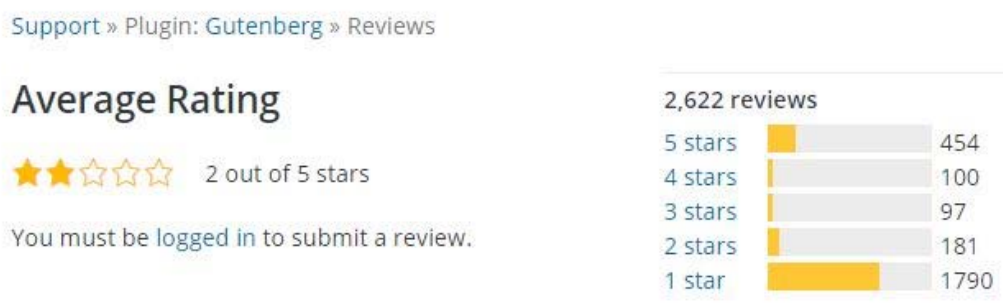 Support » Plugin: Gutenberg » Reviews
Average Rating
2 out of 5 stars
You must be logged in to submit a review.
2,622 reviews
5 stars 454
4 stars 100
3 stars 97
2 stars 181
1 star 1790